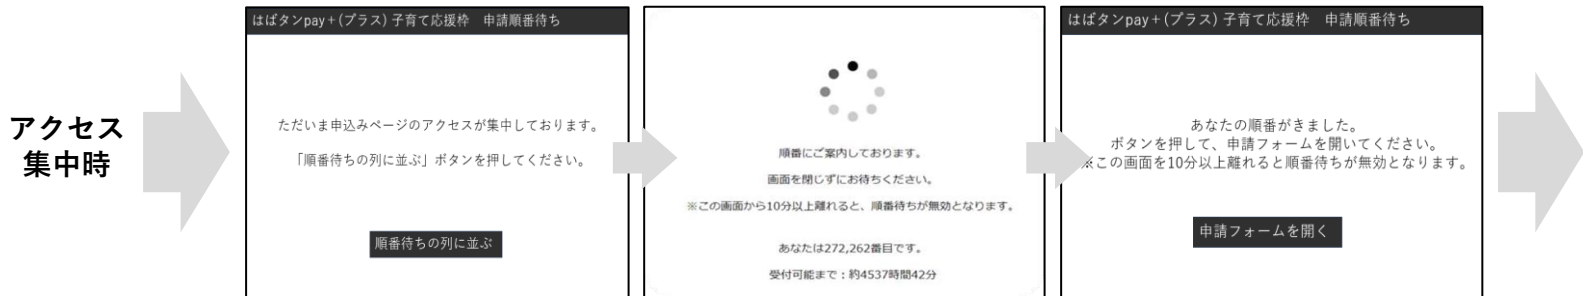 アクセス
集中時
はばタンpay+(プラス) 子育て応援枠 申請順番待ち
ただいま申込みページのアクセスが集中しております。
「順番待ちの列に並ぶ」ボタンを押してください。
順番待ちの列に並ぶ
順番にご案内しております。
画面を閉じずにお待ちください。
※この画面から10分以上離れると、順番待ちが無効となります。
あなたは272,262番目です。
受付可能まで：約4537時間42分
はばタンpay+(プラス) 子育て応援枠 申請順番待ち
あなたの順番がきました。
ボタンを押して、申請フォームを開いてください。
※この画面を10分以上離れると順番待ちが無効となります。
申請フォームを開く